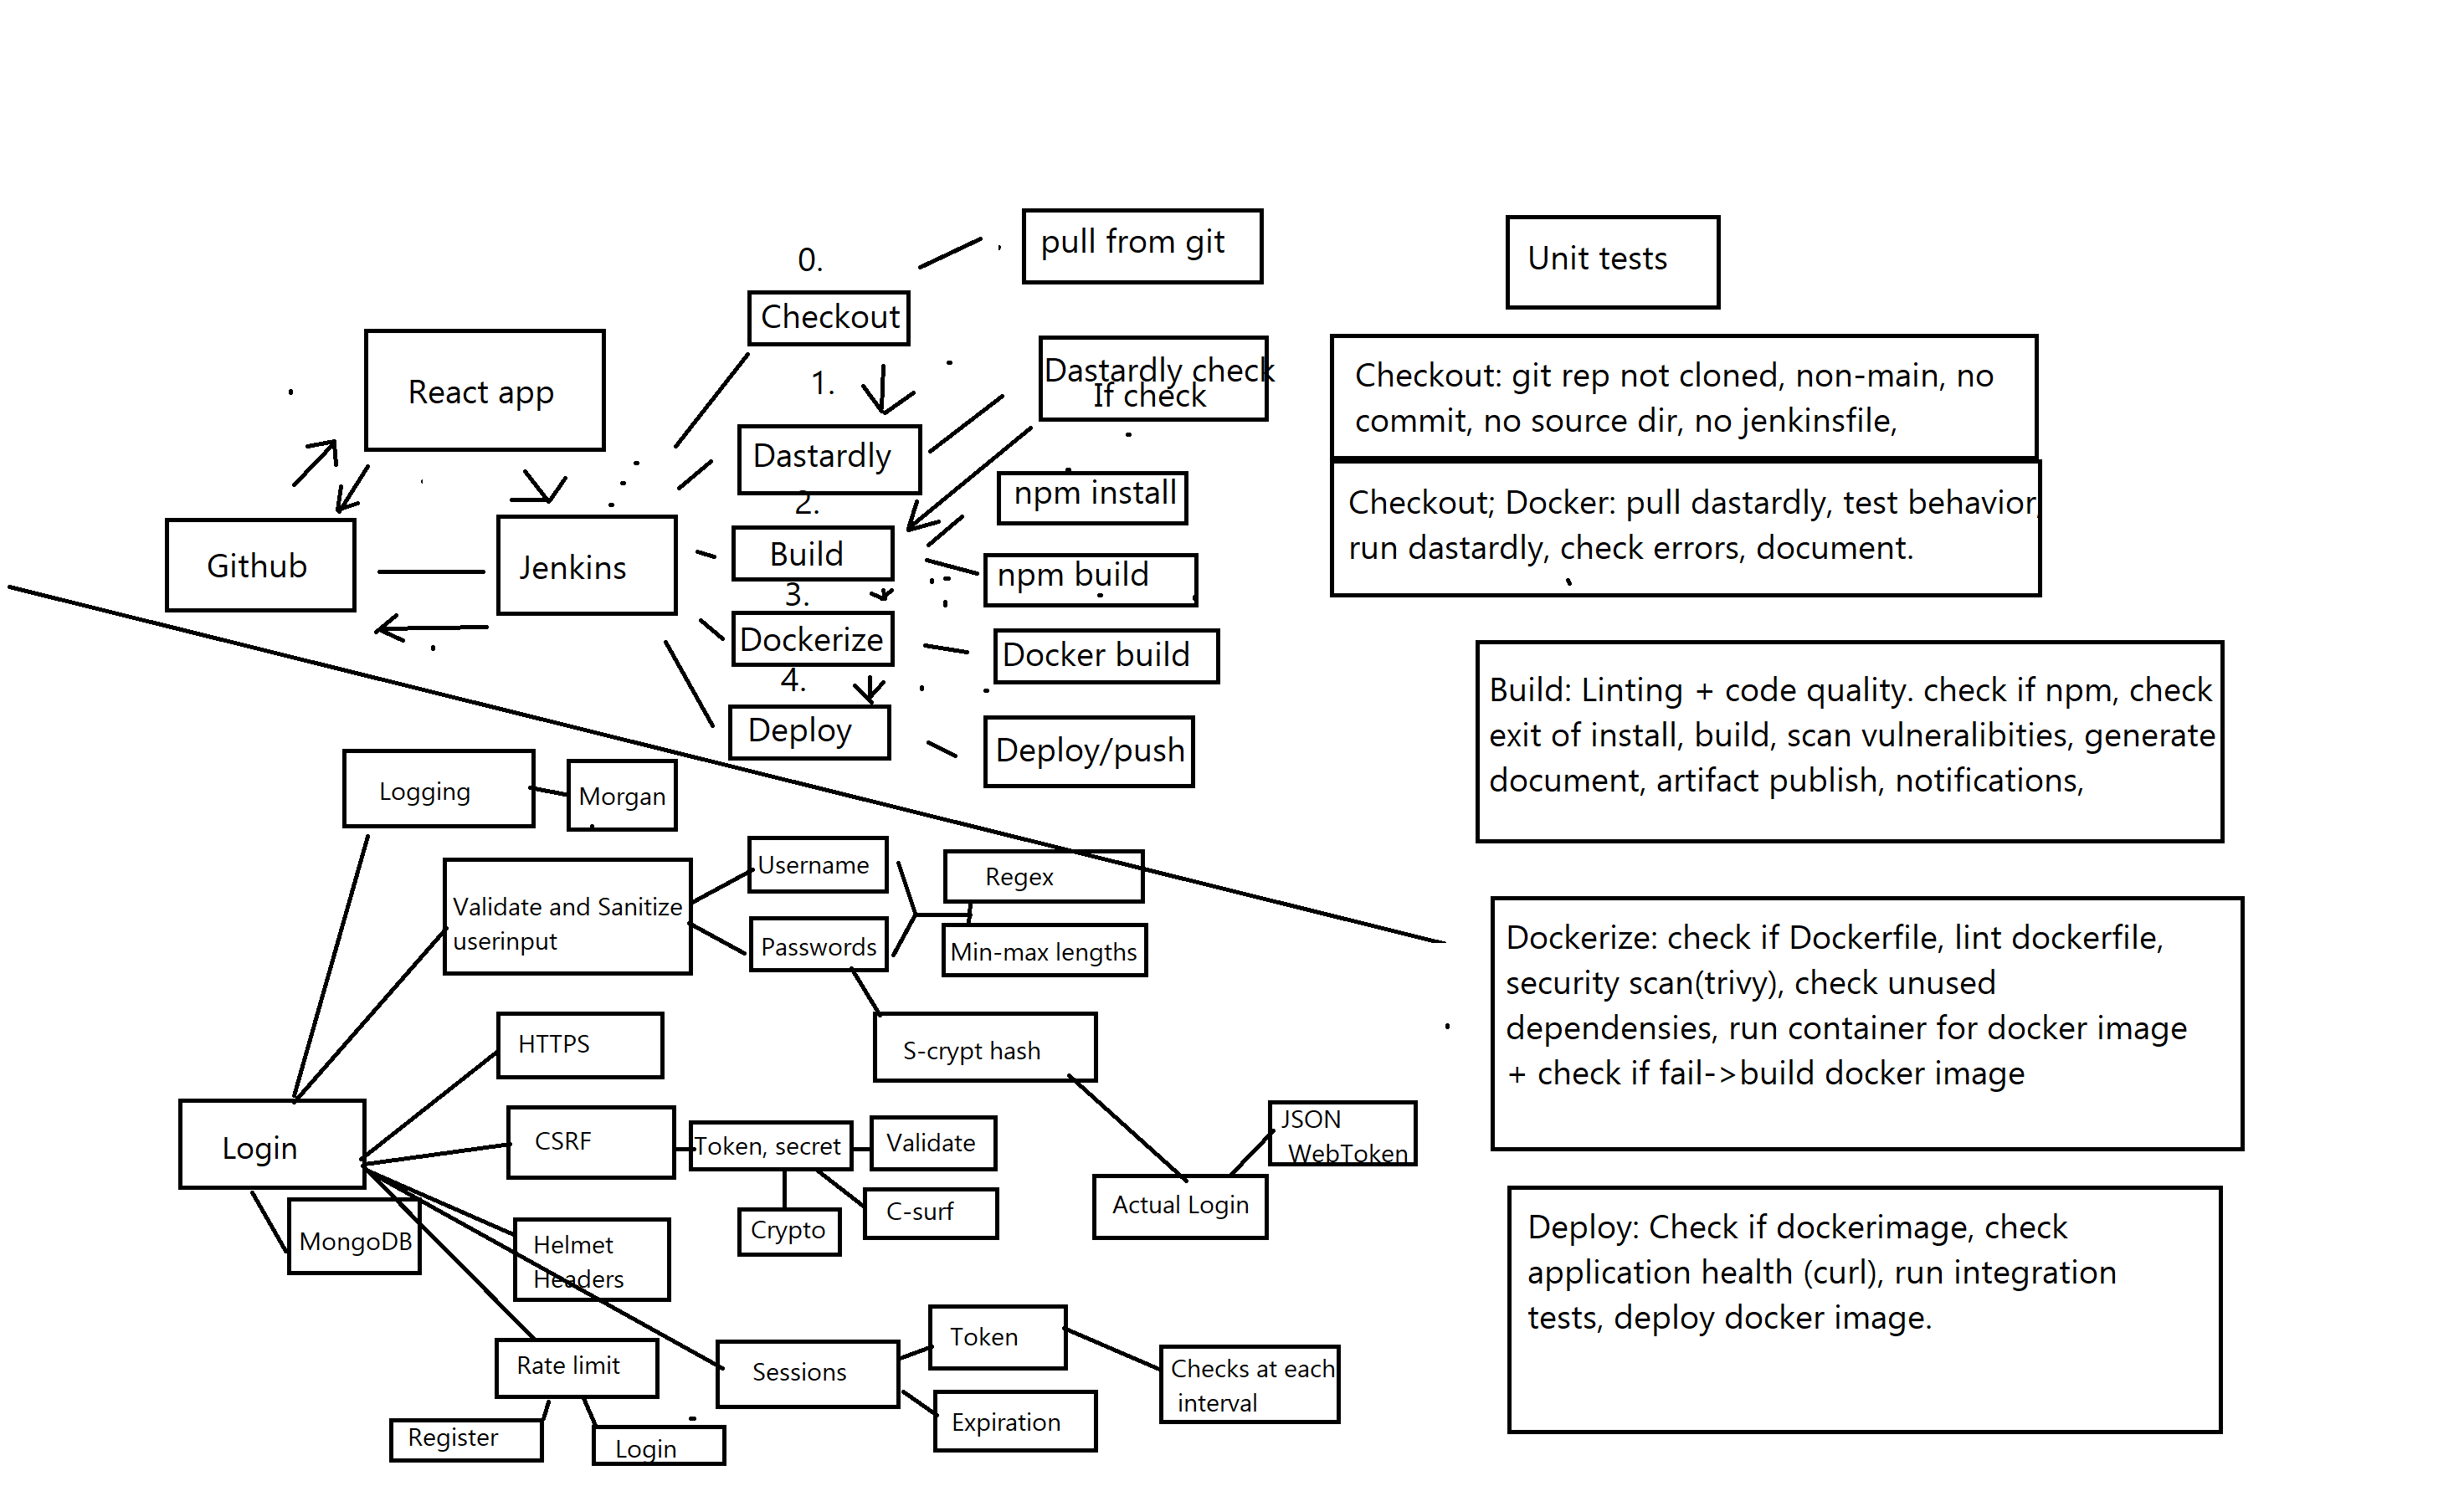 pull from git
0.
Checkout
Unit tests
React app
1.
Dastardly check
If check
Checkout: git rep not cloned, non-main, no
commit, no source dir, no jenkinsfile,
Dastardly
2.
npm install
Checkout; Docker: pull dastardly, test behavior,
run dastardly, check errors, document.
Github
Jenkins
Build
npm build
3.
Dockerize
Docker build
4.
Deploy
Deploy/push
Build: Linting + code quality. check if npm, check
exit of install, build, scan vulneralibities, generate
document, artifact publish, notifications,
Logging
Morgan
Username
Regex
Validate and Sanitize
userinput
Passwords
Min-max lengths
Dockerize: check if Dockerfile, lint dockerfile,
security scan(trivy), check unused
dependensies, run container for docker image
+ check if fail->build docker image
HTTPS
S-crypt hash
Login
CSRF
Token, secret
Validate
JSON
WebToken
Crypto
C-surf
Actual Login
MongoDB
Helmet
Headers
Deploy: Check if dockerimage, check
application health (curl), run integration
tests, deploy docker image.
Rate limit
Sessions
Token
Checks at each
interval
Expiration
Register
Login